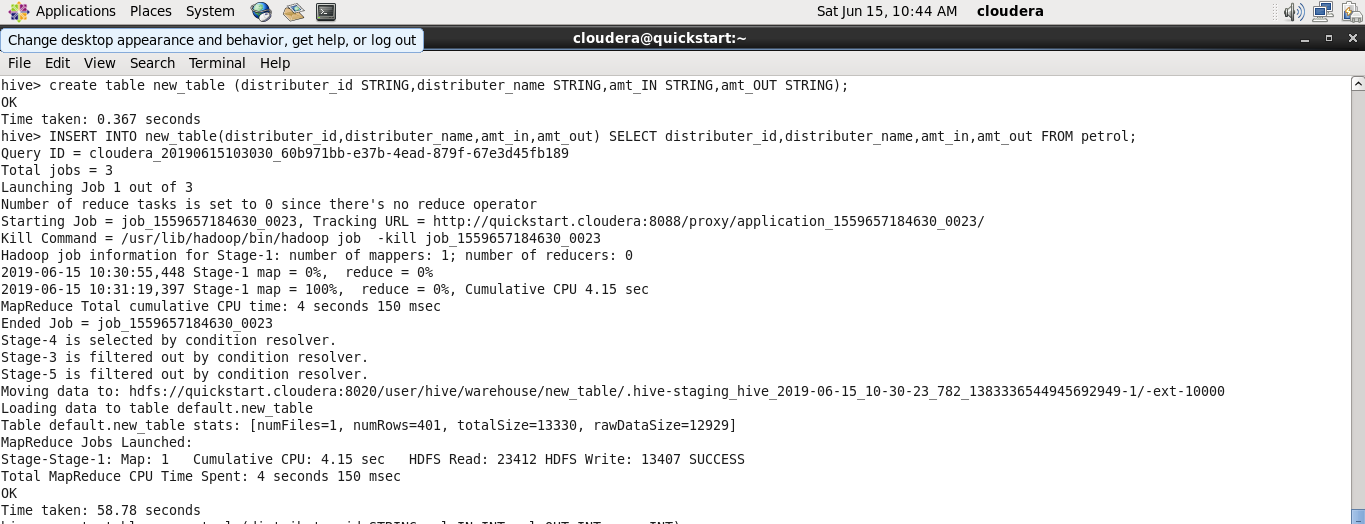 Applications Places System Sat Jun 15, 10:44 AM cloudera
Change desktop appearance and behavior, get help, or log out
cloudera@quickstart:~
File Edit View Search Terminal Help
hive> create table new_table (distributer_id STRING,distributer_name STRING,amt_IN STRING,amt_OUT STRING);
OK
Time taken: 0.367 seconds
hive> INSERT INTO new_table(distributer_id,distributer_name,amt_in,amt_out) SELECT distributer_id,distributer_name,amt_in,amt_out FROM petrol;
Query ID = cloudera_20190615103030_60b971bb-e37b-4ead-879f-67e3d45fb189
Total jobs = 3
Launching Job 1 out of 3
Number of reduce tasks is set to 0 since there's no reduce operator
Starting Job = job_1559657184630_0023, Tracking URL = http://quickstart.cloudera:8088/proxy/application_1559657184630_0023/
Kill Command = /usr/lib/hadoop/bin/hadoop job  -kill job_1559657184630_0023
Hadoop job information for Stage-1: number of mappers: 1; number of reducers: 0
2019-06-15 10:30:55,448 Stage-1 map = 0%,  reduce = 0%
2019-06-15 10:31:19,397 Stage-1 map = 100%,  reduce = 0%, Cumulative CPU 4.15 sec
MapReduce Total cumulative CPU time: 4 seconds 150 msec
Ended Job = job_1559657184630_0023
Stage-4 is selected by condition resolver.
Stage-3 is filtered out by condition resolver.
Stage-5 is filtered out by condition resolver.
Moving data to: hdfs://quickstart.cloudera:8020/user/hive/warehouse/new_table/.hive-staging_hive_2019-06-15_10-30-23_782_1383336544945692949-1/-ext-10000
Loading data to table default.new_table
Table default.new_table stats: [numFiles=1, numRows=401, totalSize=13330, rawDataSize=12929]
MapReduce Jobs Launched:
Stage-Stage-1: Map: 1   Cumulative CPU: 4.15 sec   HDFS Read: 23412 HDFS Write: 13407 SUCCESS
Total MapReduce CPU Time Spent: 4 seconds 150 msec
OK
Time taken: 58.78 seconds